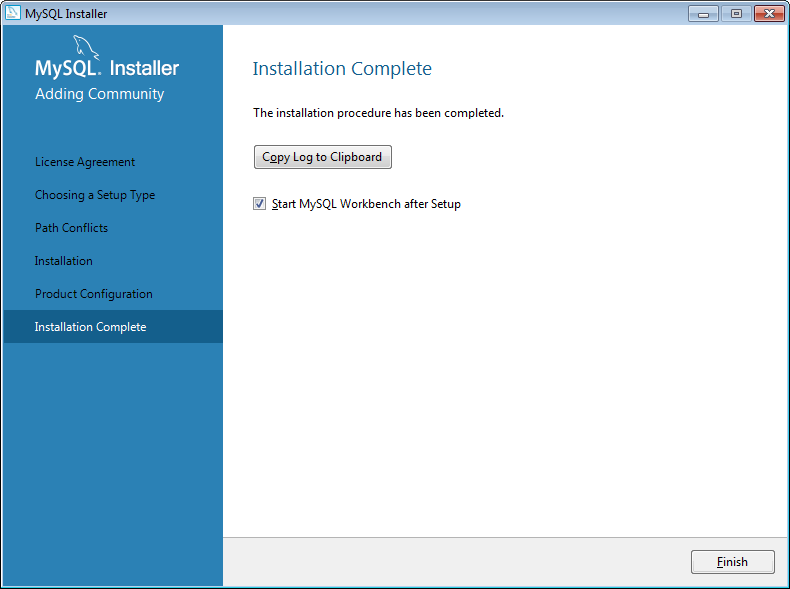 MySQL Installer
MySQL. Installer
Adding Community
License Agreement
Choosing a Setup Type
Path Conflicts
Installation
Product Configuration
Installation Complete
Installation Complete
The installation procedure has been completed.
Copy Log to Clipboard
Start MySQL Workbench after Setup
Finish